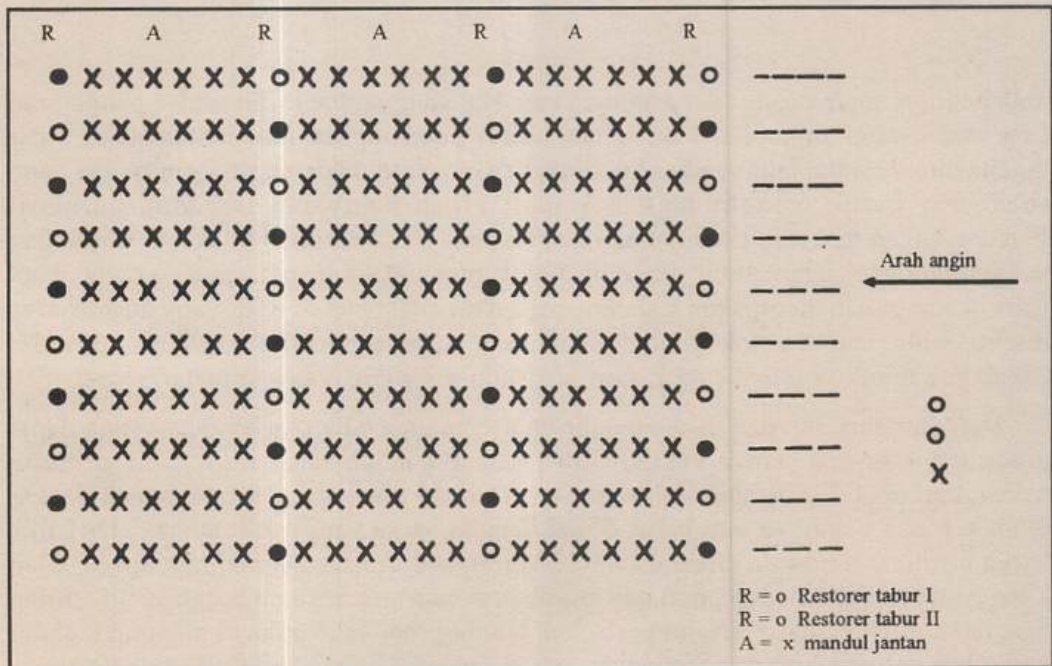 R A R A R A R
Arah angin
R = o Restorer tabur I
R = o Restorer tabur II
A = x mandul jantan